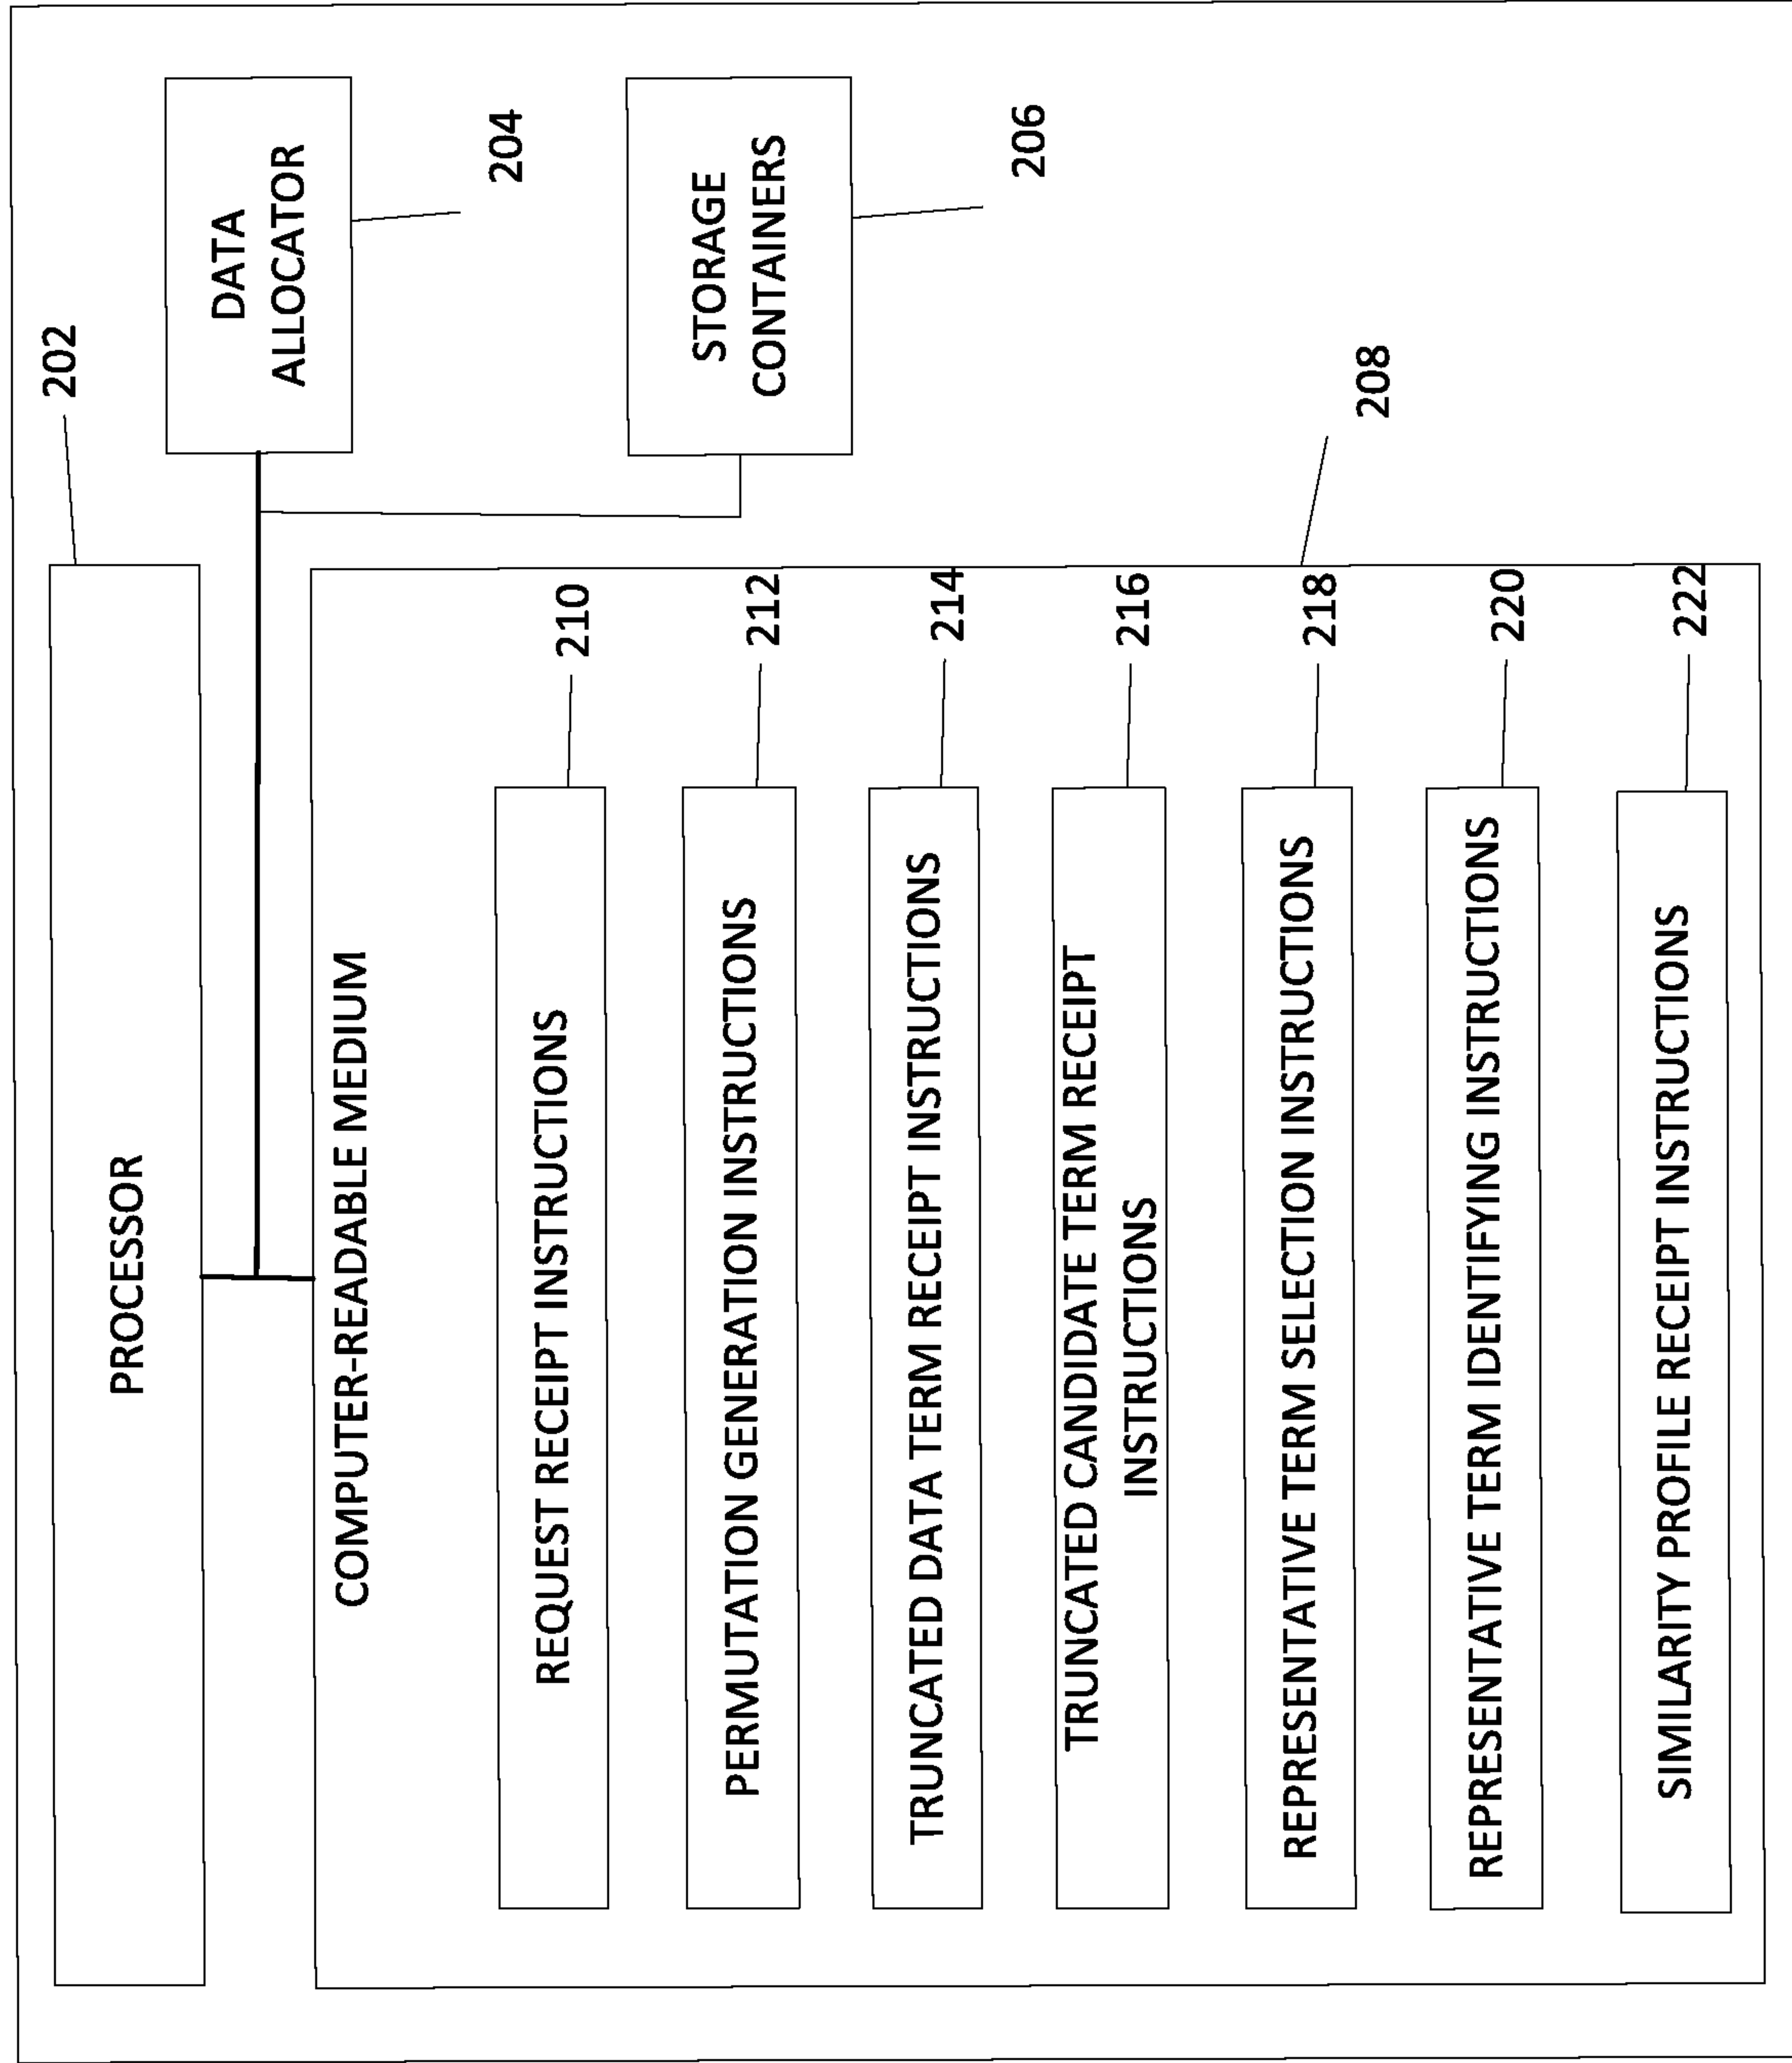 PROCESSOR
202
DATA
ALLOCATOR
204
COMPUTER-READABLE MEDIUM
STORAGE
CONTAINERS
206
208
REQUEST RECEIPT INSTRUCTIONS
210
PERMUTATION GENERATION INSTRUCTIONS
212
TRUNCATED DATA TERM RECEIPT INSTRUCTIONS
214
TRUNCATED CANDIDATE TERM RECEIPT
INSTRUCTIONS
216
REPRESENTATIVE TERM SELECTION INSTRUCTIONS
218
REPRESENTATIVE TERM IDENTIFYING INSTRUCTIONS
220
SIMILARITY PROFILE RECEIPT INSTRUCTIONS
222